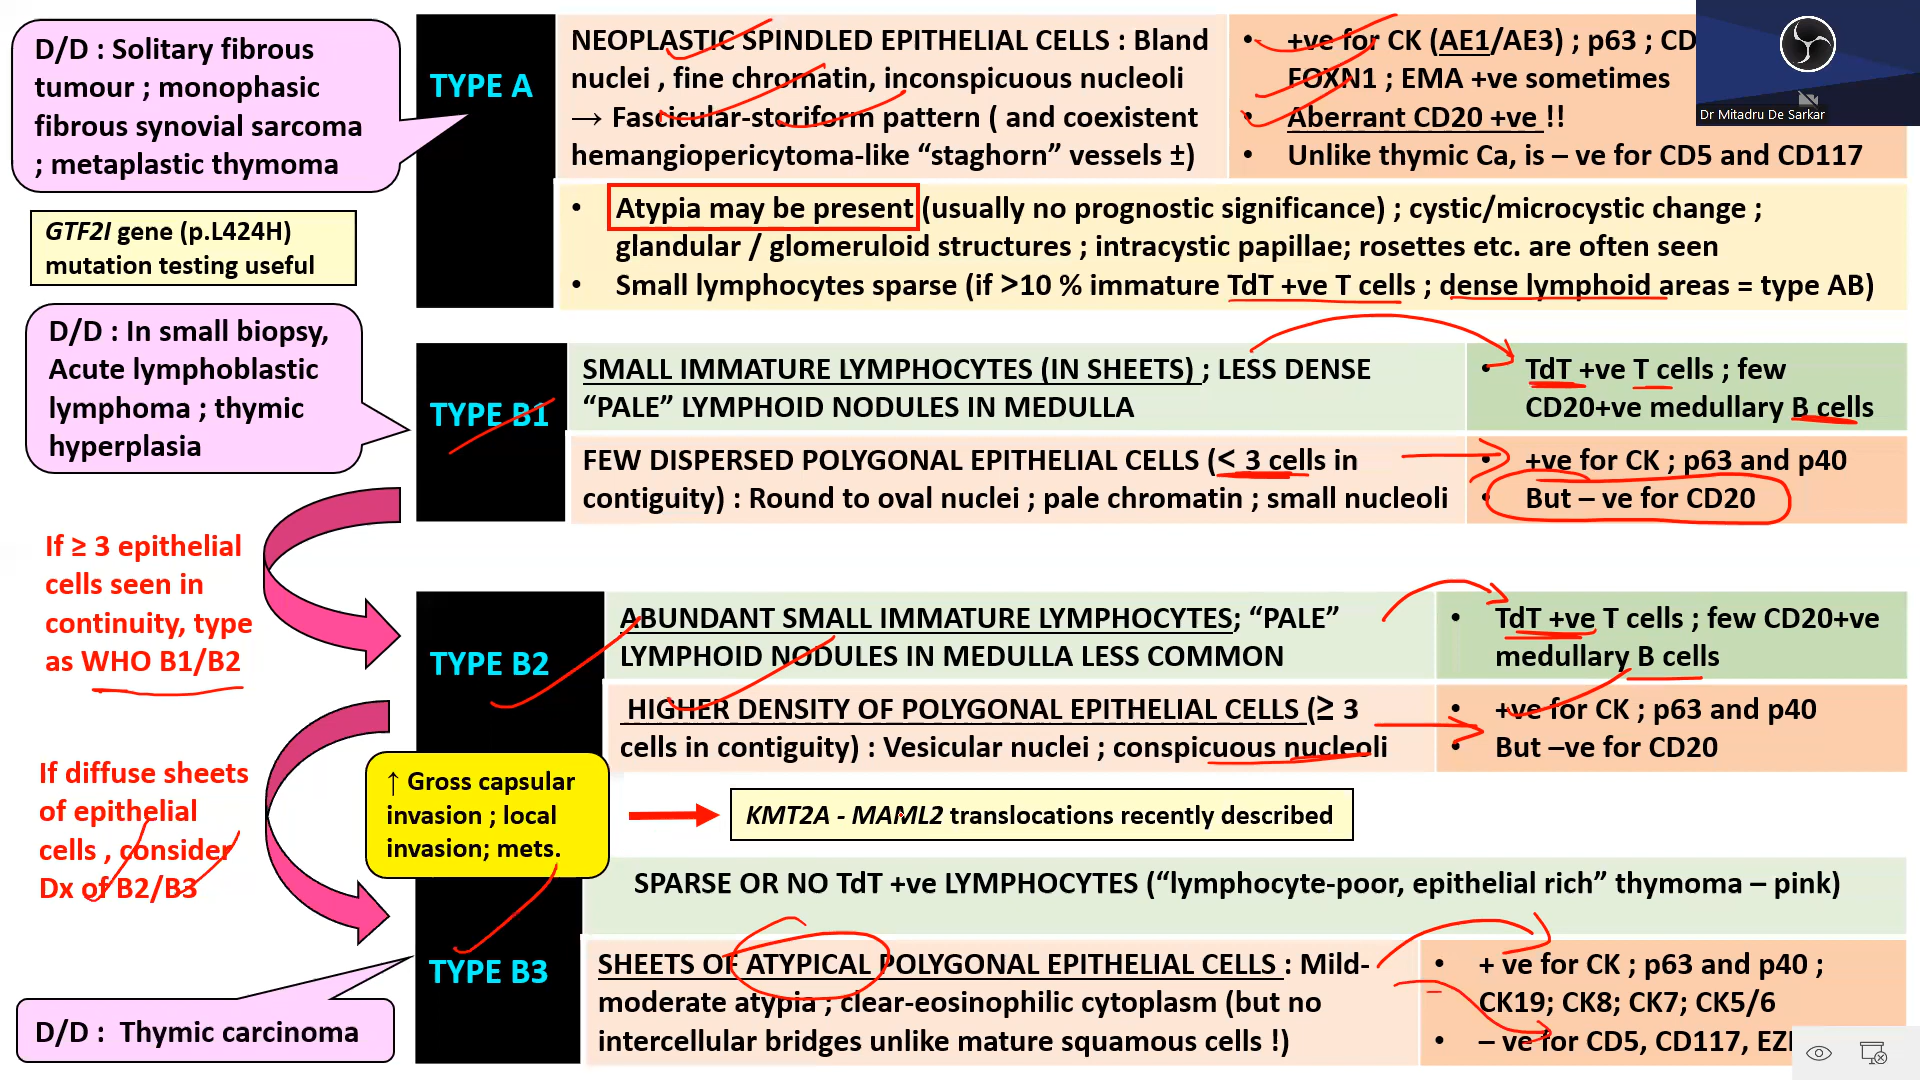 D/D : Solitary fibrous
tumour ; monophasic
fibrous synovial sarcoma
; metaplastic thymoma
GTF2I gene (p.L424H)
mutation testing useful
TYPE A
NEOPLASTIC SPINDLED EPITHELIAL CELLS : Bland
nuclei , fine chromatin, inconspicuous nucleoli
→ Fascicular-storiform pattern ( and coexistent
hemangiopericytoma-like “staghorn” vessels ±)
• +ve for CK (AE1/AE3) ; p63 ; CD
FOXN1 ; EMA +ve sometimes
• Aberrant CD20 +ve !!
• Unlike thymic Ca, is – ve for CD5 and CD117
Dr Mitadru De Sarkar
• Atypia may be present (usually no prognostic significance) ; cystic/microcystic change ;
glandular / glomeruloid structures ; intracystic papillae; rosettes etc. are often seen
• Small lymphocytes sparse (if >10 % immature TdT +ve T cells ; dense lymphoid areas = type AB)
D/D : In small biopsy,
Acute lymphoblastic
lymphoma ; thymic
hyperplasia
TYPE B1
SMALL IMMATURE LYMPHOCYTES (IN SHEETS) ; LESS DENSE
“PALE” LYMPHOID NODULES IN MEDULLA
• TdT +ve T cells ; few
CD20+ve medullary B cells
FEW DISPERSED POLYGONAL EPITHELIAL CELLS (< 3 cells in
contiguity) : Round to oval nuclei ; pale chromatin ; small nucleoli
• +ve for CK ; p63 and p40
• But – ve for CD20
If ≥ 3 epithelial
cells seen in
continuity, type
as WHO B1/B2
TYPE B2
ABUNDANT SMALL IMMATURE LYMPHOCYTES; “PALE”
LYMPHOID NODULES IN MEDULLA LESS COMMON
• TdT +ve T cells ; few CD20+ve
medullary B cells
HIGHER DENSITY OF POLYGONAL EPITHELIAL CELLS (≥ 3
cells in contiguity) : Vesicular nuclei ; conspicuous nucleoli
• +ve for CK ; p63 and p40
• But –ve for CD20
If diffuse sheets
of epithelial
cells , consider
Dx of B2/B3
↑ Gross capsular
invasion ; local
invasion; mets.
KMT2A - MAML2 translocations recently described
TYPE B3
SPARSE OR NO TdT +ve LYMPHOCYTES (“lymphocyte-poor, epithelial rich” thymoma – pink)
SHEETS OF ATYPICAL POLYGONAL EPITHELIAL CELLS : Mild-
moderate atypia ; clear-eosinophilic cytoplasm (but no
intercellular bridges unlike mature squamous cells !)
• + ve for CK ; p63 and p40 ;
CK19; CK8; CK7; CK5/6
• – ve for CD5, CD117,
D/D : Thymic carcinoma